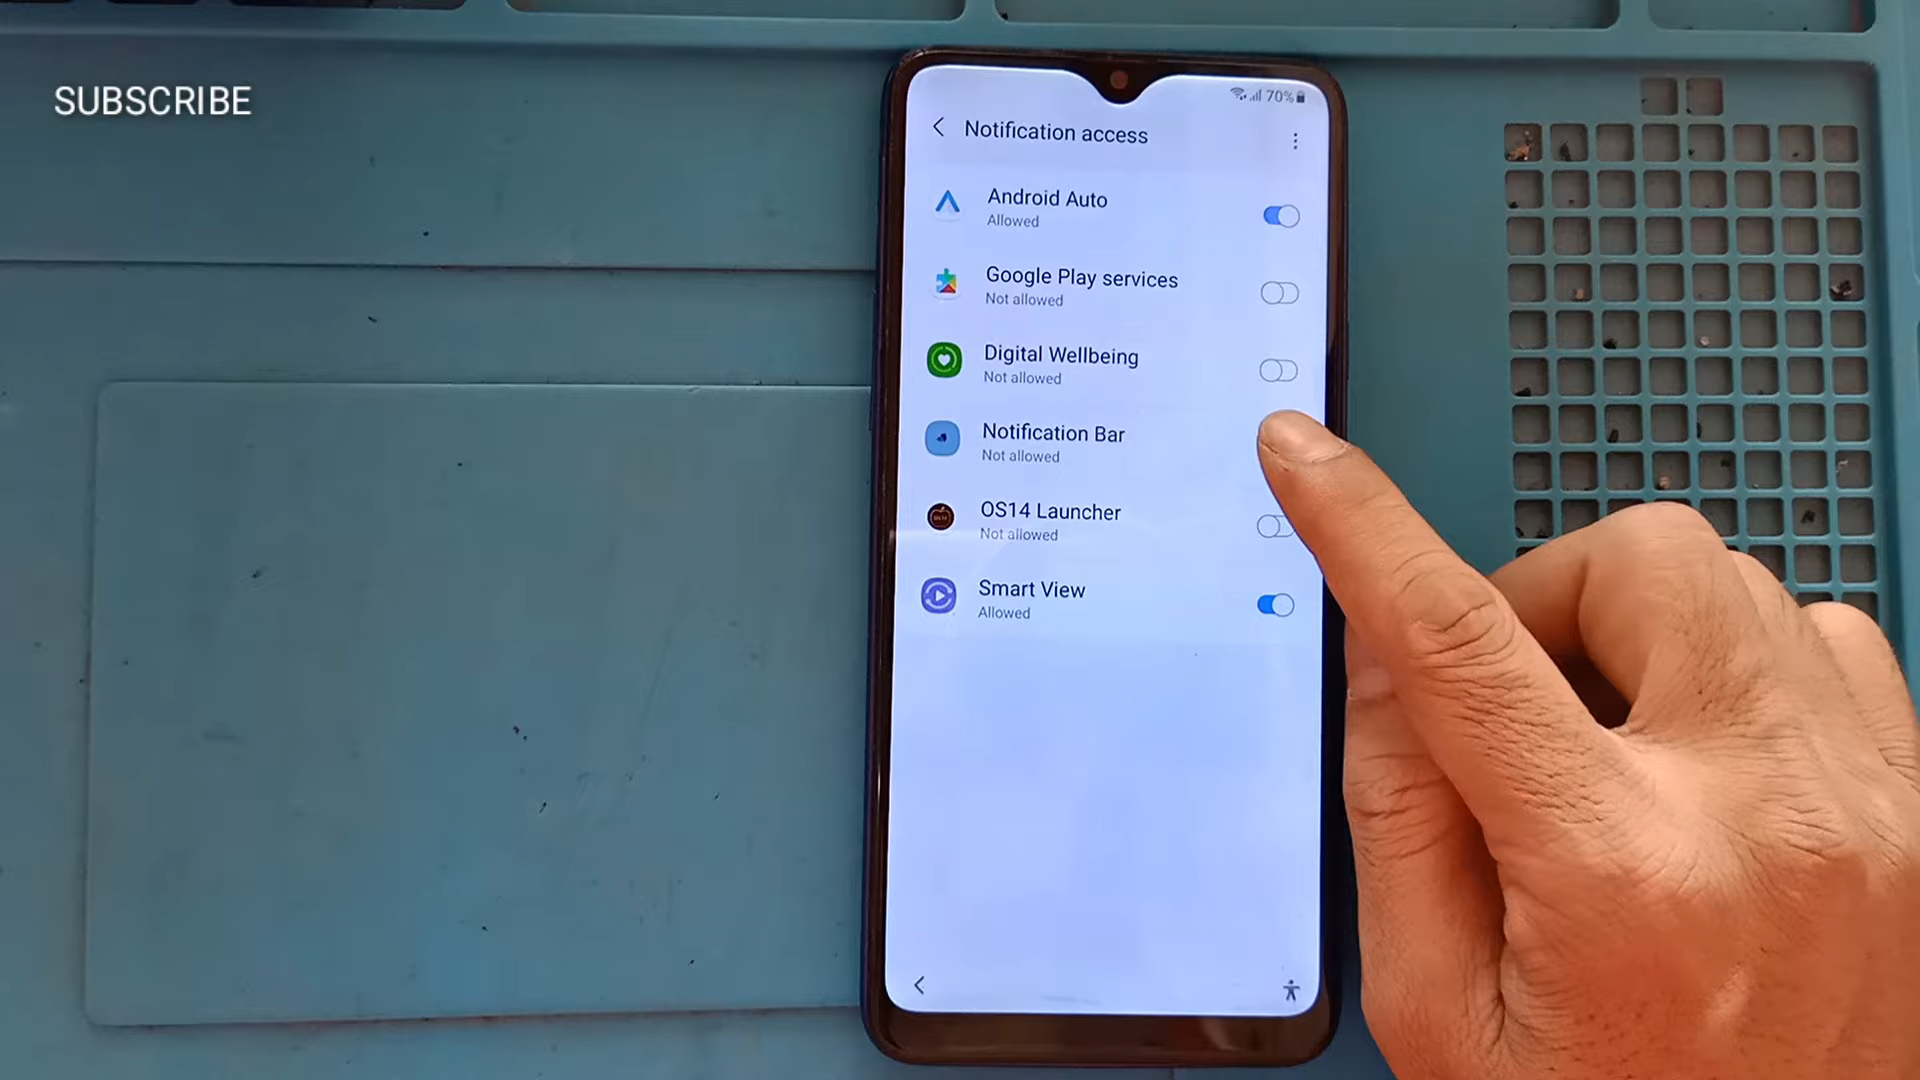 SUBSCRIBE
70%
Notification access
Android Auto
Allowed
Google Play services
Not allowed
Digital Wellbeing
Not allowed
Notification Bar
Not allowed
OS14 Launcher
Not allowed
Smart View
Allowed